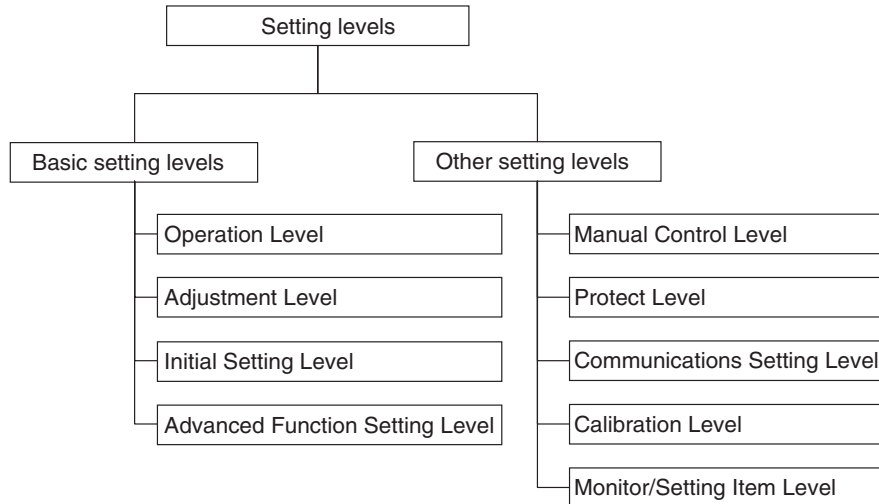 Setting levels
Basic setting levels
Operation Level
Adjustment Level
Initial Setting Level
Advanced Function Setting Level
Other setting levels
Manual Control Level
Protect Level
Communications Setting Level
Calibration Level
Monitor/Setting Item Level